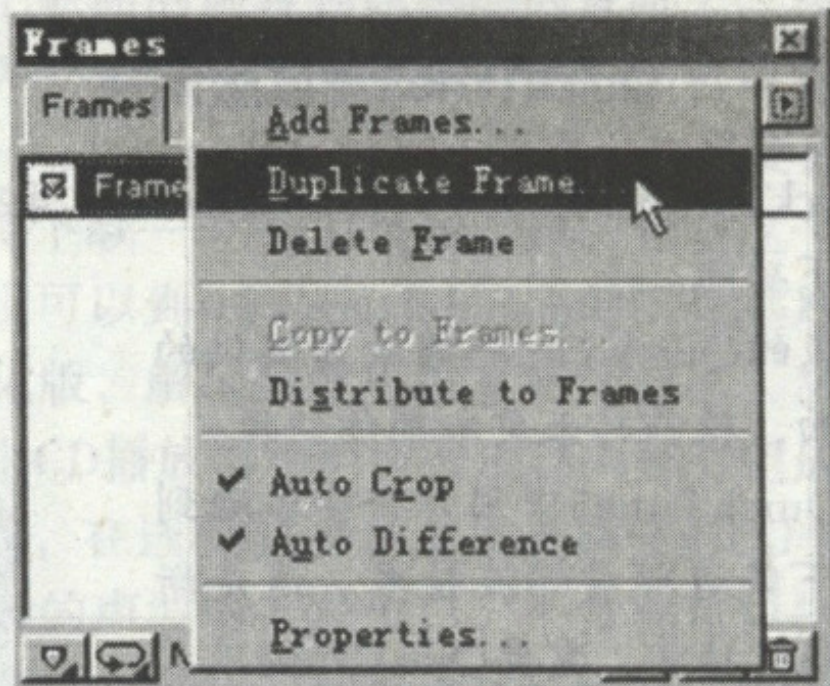 Frames
Frames
Add Frames...
Frame
Duplicate Frame...
Delete Frame
Copy to Frames...
Distribute to Frames
Auto Crop
Auto Difference
Properties...